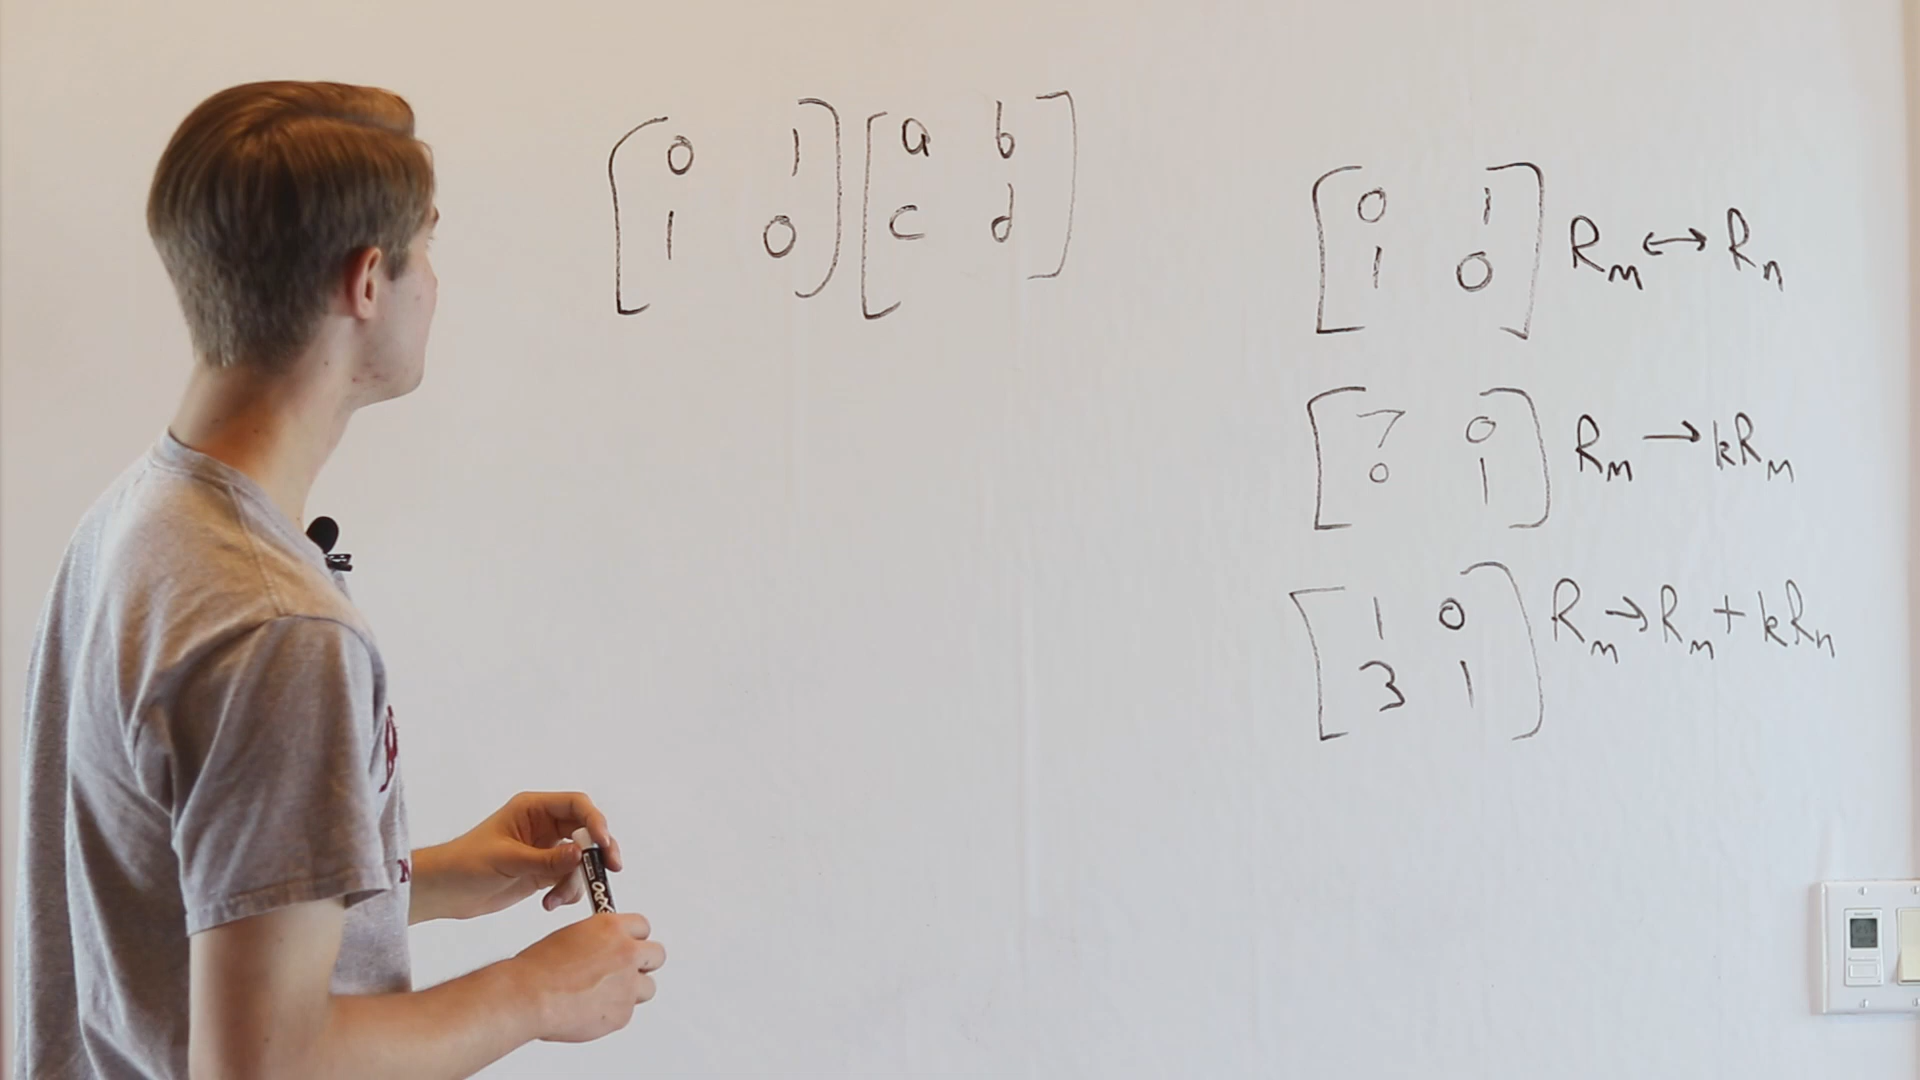 [0 1] [a b]
[1 0] [c d]
[0 1] Rm ↔ Rn
[1 0]
[7 0] Rm → kRm
[0 1]
[1 0] Rm → Rm + kRn
[3 1]
EXPO